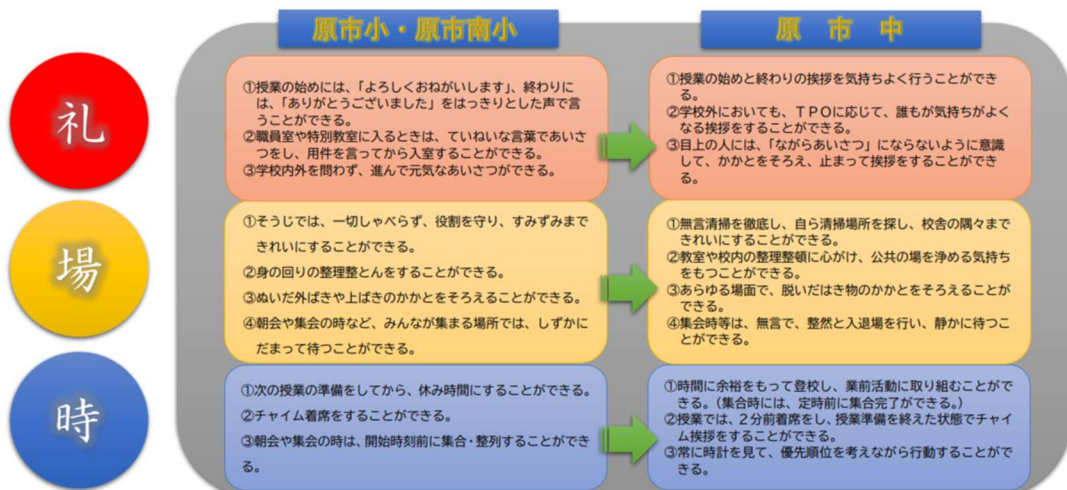 原市小・原市南小
原市中
礼
①授業の始めには、「よろしくおねがいします」、終わりに
は、「ありがとうございました」をはっきりとした声で言
うことができる。
②職員室や特別教室に入るときは、ていねいな言葉であいさ
つをし、用件を言ってから入室することができる。
③学校内外を問わず、進んで元気なあいさつができる。
①授業の始めと終わりの挨拶を気持ちよく行うことができ
る。
②学校外においても、TPOに応じて、誰もが気持ちがよく
なる挨拶をすることができる。
③目上の人には、「ながらあいさつ」にならないように意識
して、かかとをそろえ、止まって挨拶をすることができ
る。
場
①そうじでは、一切しゃべらず、役割を守り、すみずみまで
きれいにすることができる。
②身の回りの整理整とんをすることができる。
③ぬいだ外ばきや上ばきのかかとをそろえることができる。
④朝会や集会の時など、みんなが集まる場所では、しずかに
だまって待つことができる。
①無言清掃を徹底し、自ら清掃場所を探し、校舎の隅々まで
きれいにすることができる。
②教室や校内の整理整頓に心がけ、公共の場を浄める気持ち
をもつことができる。
③あらゆる場面で、脱いだはき物のかかとをそろえることが
できる。
④集会時等は、無言で、整然と入退場を行い、静かに待つこ
とができる。
時
①次の授業の準備をしてから、休み時間にすることができる。
②チャイム着席をすることができる。
③朝会や集会の時は、開始時刻前に集合・整列することができ
る。
①時間に余裕をもって登校し、業前活動に取り組むことがで
きる。(集合時には、定時前に集合完了ができる。)
②授業では、2分前着席をし、授業準備を終えた状態でチャ
イム挨拶をすることができる。
③常に時計を見て、優先順位を考えながら行動することがで
きる。